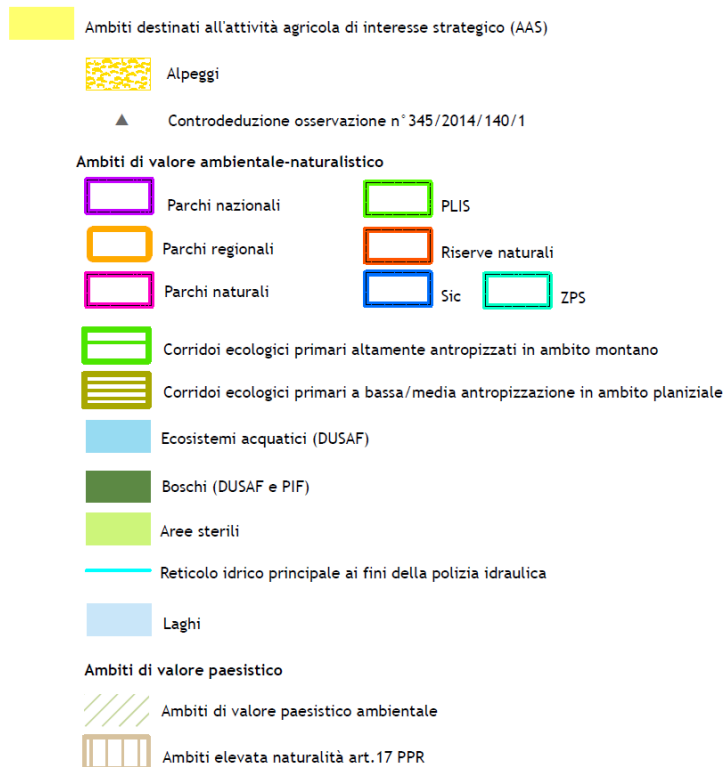 Ambiti destinati all'attività agricola di interesse strategico (AAS)
Alpeggi
Controdeduzione osservazione n°345/2014/140/1
Ambiti di valore ambientale-naturalistico
Parchi nazionali
PLIS
Parchi regionali
Riserve naturali
Parchi naturali
Sic
ZPS
Corridoi ecologici primari altamente antropizzati in ambito montano
Corridoi ecologici primari a bassa/media antropizzazione in ambito planiziale
Ecosistemi acquatici (DUSAF)
Boschi (DUSAF e PIF)
Aree sterili
Reticolo idrico principale ai fini della polizia idraulica
Laghi
Ambiti di valore paesistico
Ambiti di valore paesistico ambientale
Ambiti elevata naturalità art.17 PPR